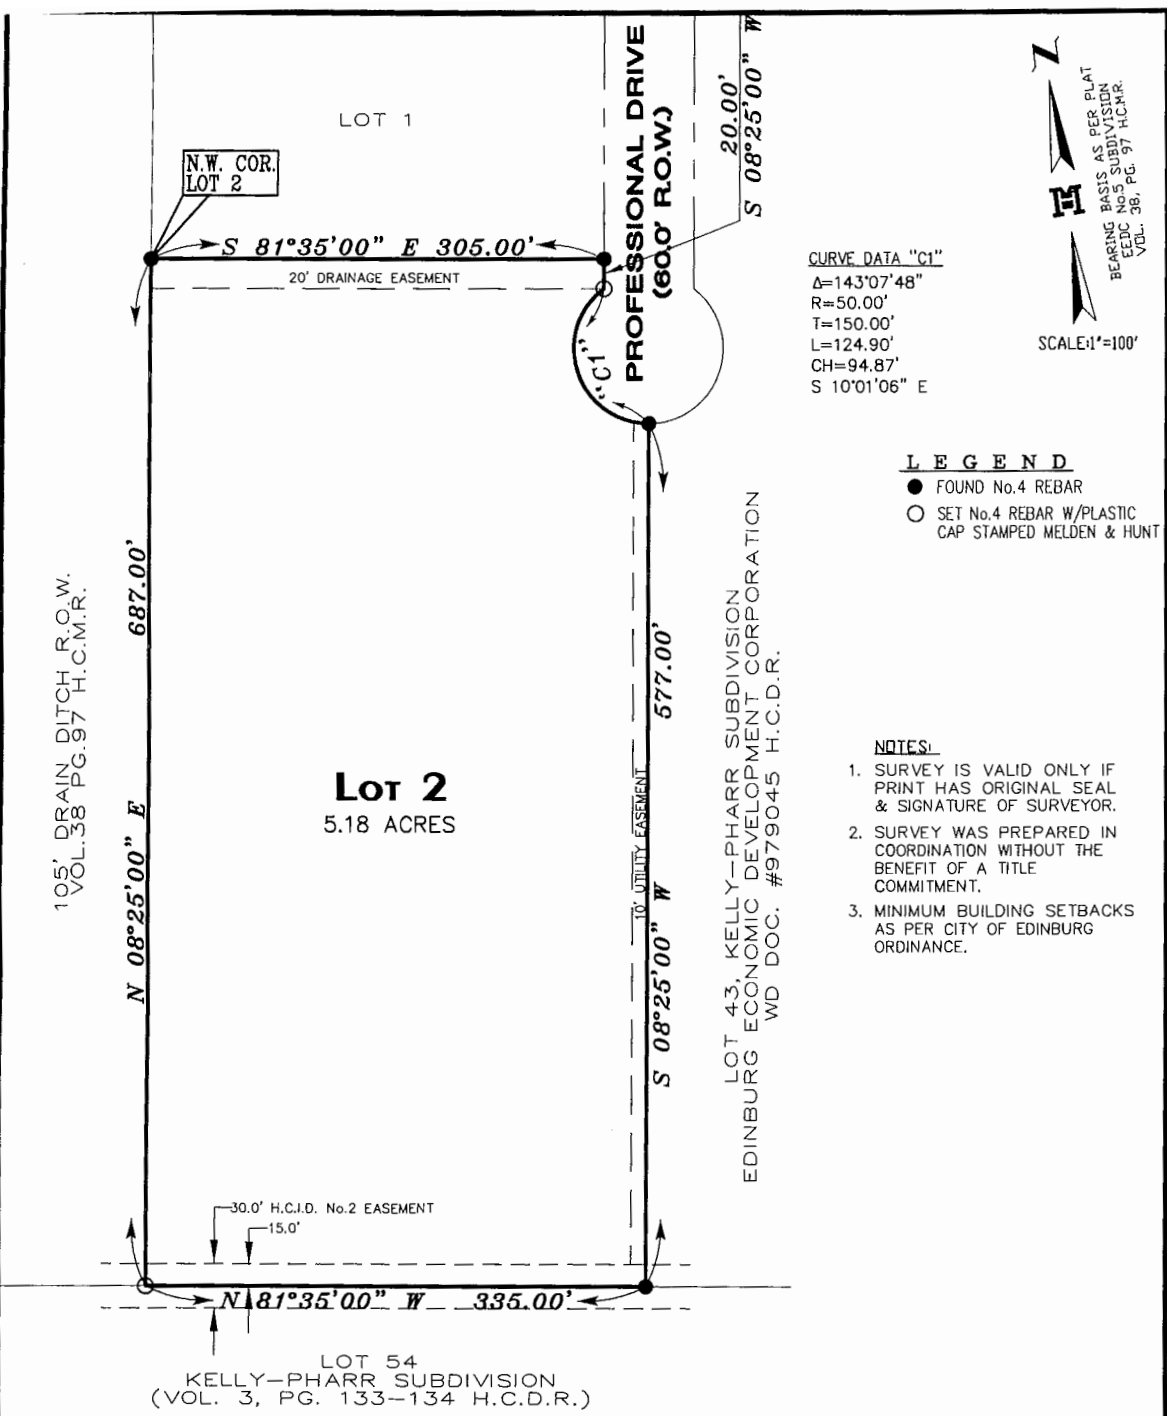 LOT 1
N.W. COR.
LOT 2
S 81°35'00" E 305.00'
20' DRAINAGE EASEMENT
PROFESSIONAL DRIVE
(60.0' R.O.W.)
20.00'
S 08°25'00" W
"C1"
Z
H
BEARING BASIS AS PER PLAT
EEDC No.5 SUBDIVISION
VOL. 38, PG. 97 H.C.M.R.
SCALE:1"=100'
CURVE DATA "C1"
Δ=143°07'48"
R=50.00'
T=150.00'
L=124.90'
CH=94.87'
S 10°01'06" E
LEGEND
FOUND No.4 REBAR
SET No.4 REBAR W/PLASTIC
CAP STAMPED MELDEN & HUNT
105' DRAIN DITCH R.O.W.
VOL.38 PG.97 H.C.M.R.
N 08°25'00" E 687.00'
LOT 2
5.18 ACRES
10' UTILITY EASEMENT
S 08°25'00" W 577.00'
LOT 43, KELLY-PHARR SUBDIVISION
EDINBURG ECONOMIC DEVELOPMENT CORPORATION
WD DOC. #979045 H.C.D.R.
NOTES:
1. SURVEY IS VALID ONLY IF
PRINT HAS ORIGINAL SEAL
& SIGNATURE OF SURVEYOR.
2. SURVEY WAS PREPARED IN
COORDINATION WITHOUT THE
BENEFIT OF A TITLE
COMMITMENT.
3. MINIMUM BUILDING SETBACKS
AS PER CITY OF EDINBURG
ORDINANCE.
30.0' H.C.I.D. No.2 EASEMENT
15.0'
N 81°35'00" W 335.00'
LOT 54
KELLY-PHARR SUBDIVISION
(VOL. 3, PG. 133-134 H.C.D.R.)